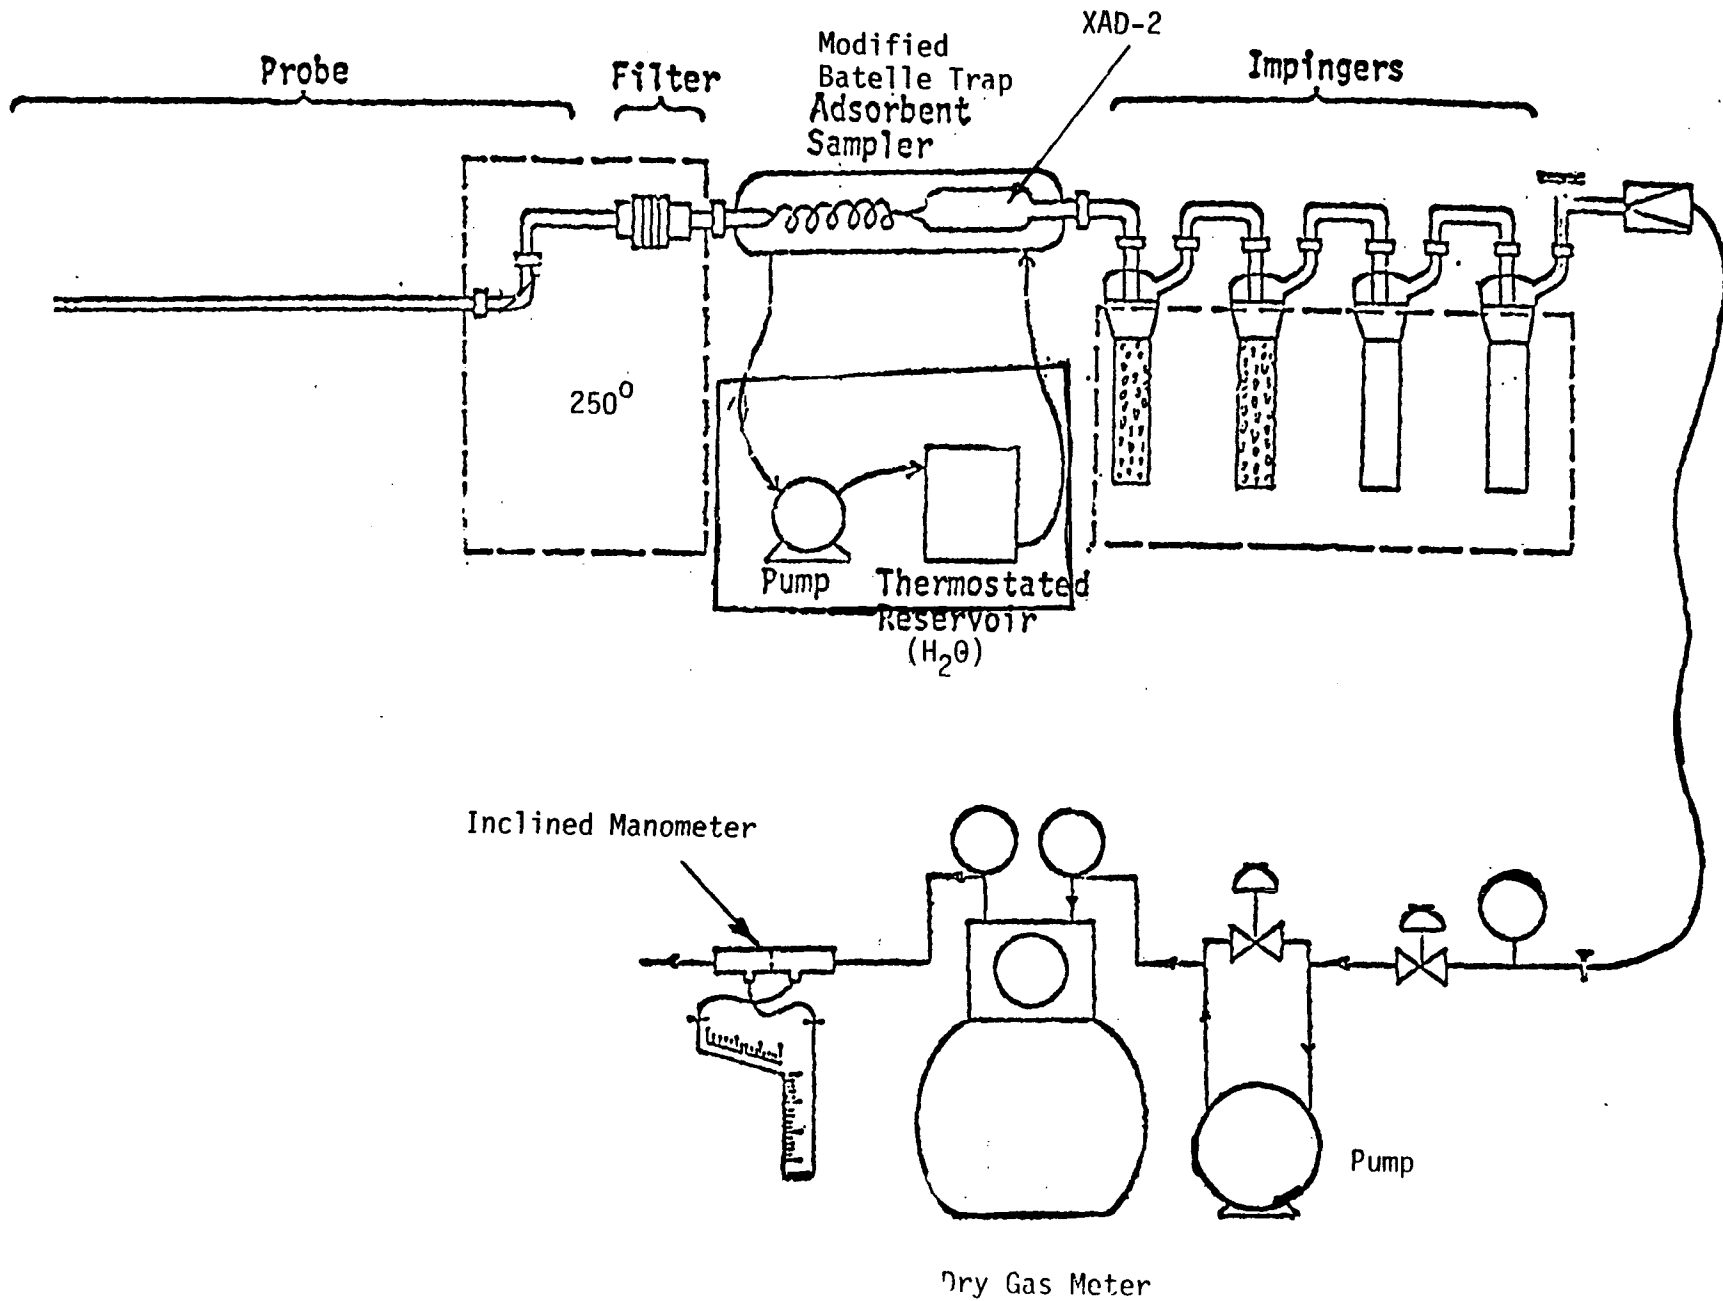 XAD-2
Probe
Filter
Modified
Batelle Trap
Adsorbent
Sampler
Impingers
250°
Pump
Thermostated
Reservoir
(H₂0)
Inclined Manometer
Pump
Dry Gas Meter